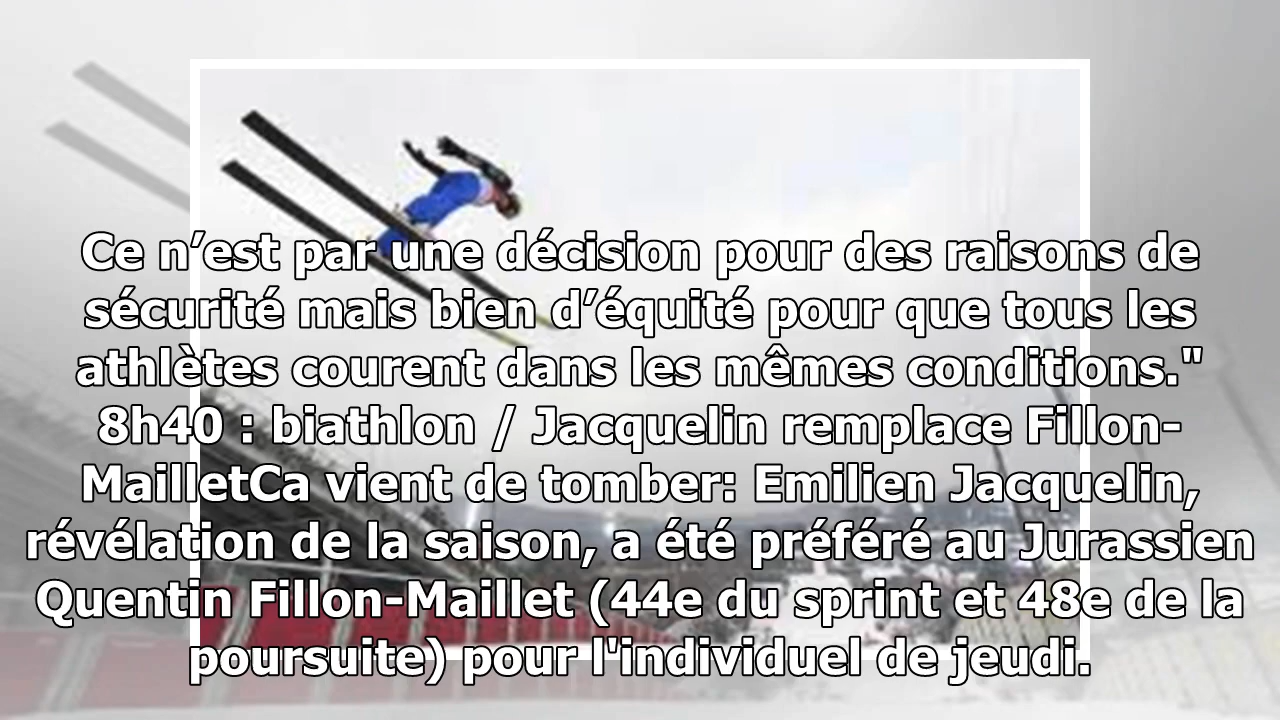 Ce n’est par une décision pour des raisons de
sécurité mais bien d’équité pour que tous les
athlètes courent dans les mêmes conditions."
8h40 : biathlon / Jacquelin remplace Fillon-
MailletCa vient de tomber: Emilien Jacquelin,
révélation de la saison, a été préféré au Jurassien
Quentin Fillon-Maillet (44e du sprint et 48e de la
poursuite) pour l'individuel de jeudi.